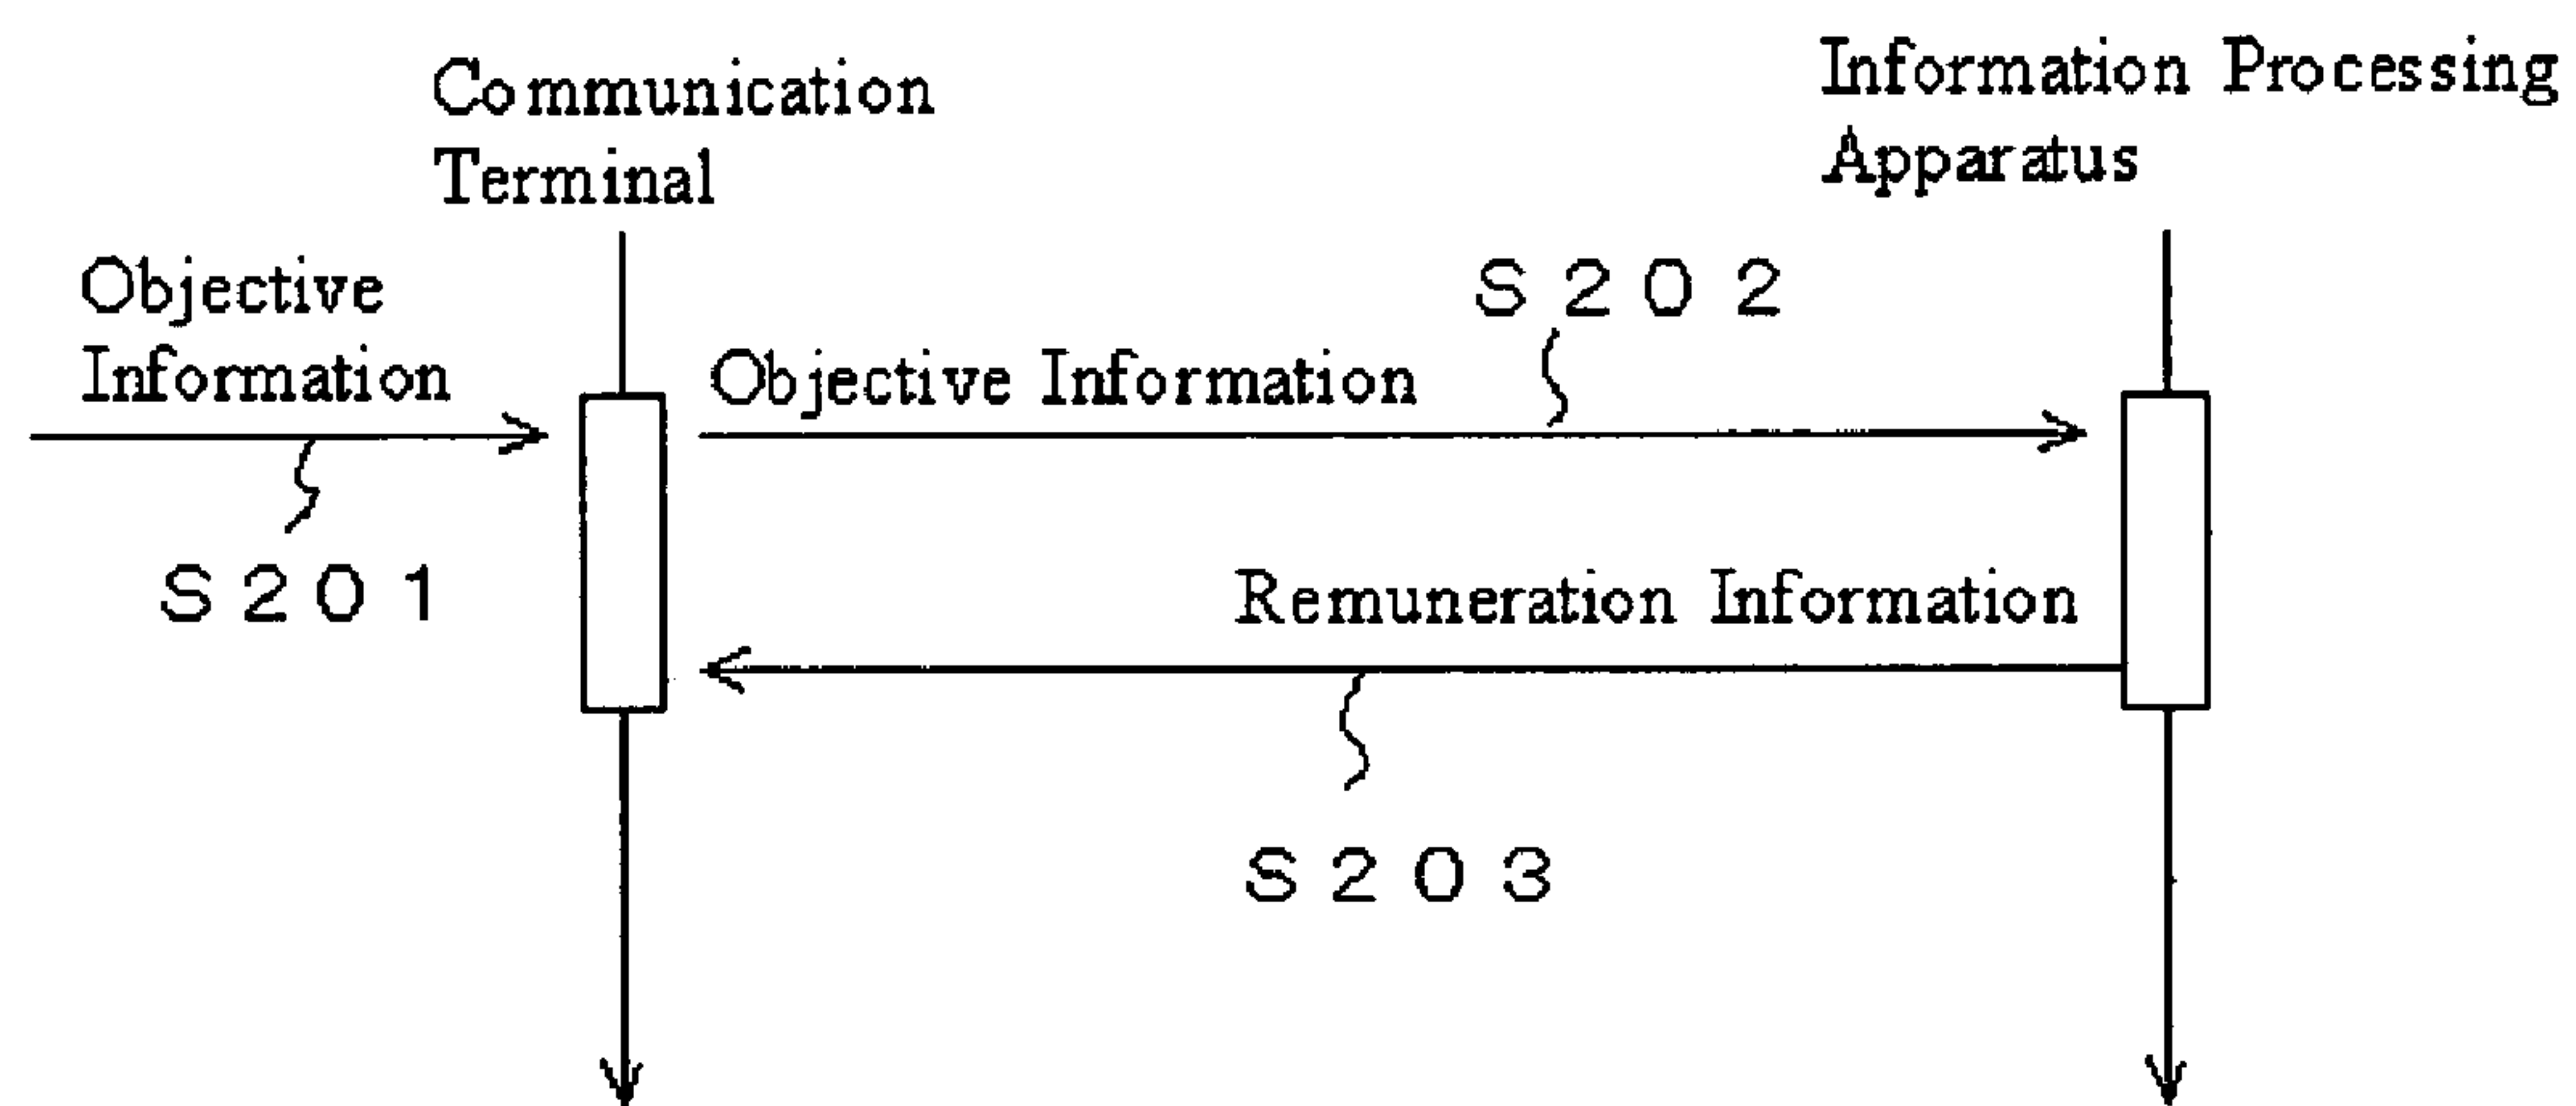 Communication
Terminal
Information Processing
Apparatus
Objective
Information
S201
Objective Information
S202
Remuneration Information
S203